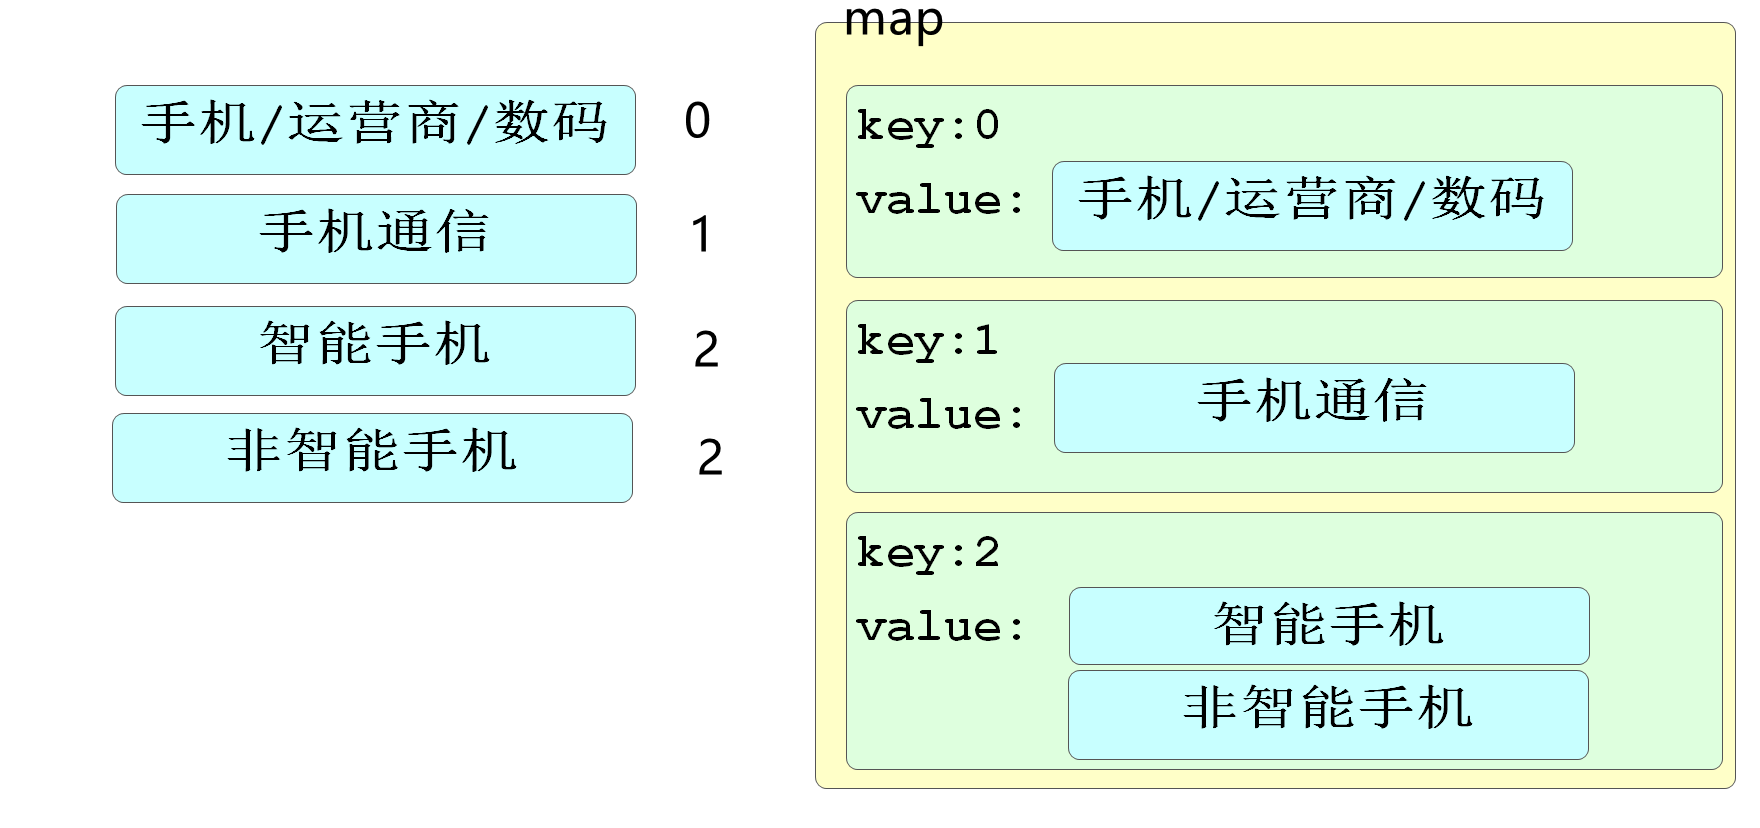 手机/运营商/数码 0
手机通信 1
智能手机 2
非智能手机 2
map
key:0
value: 手机/运营商/数码
key:1
value: 手机通信
key:2
value: 智能手机
非智能手机